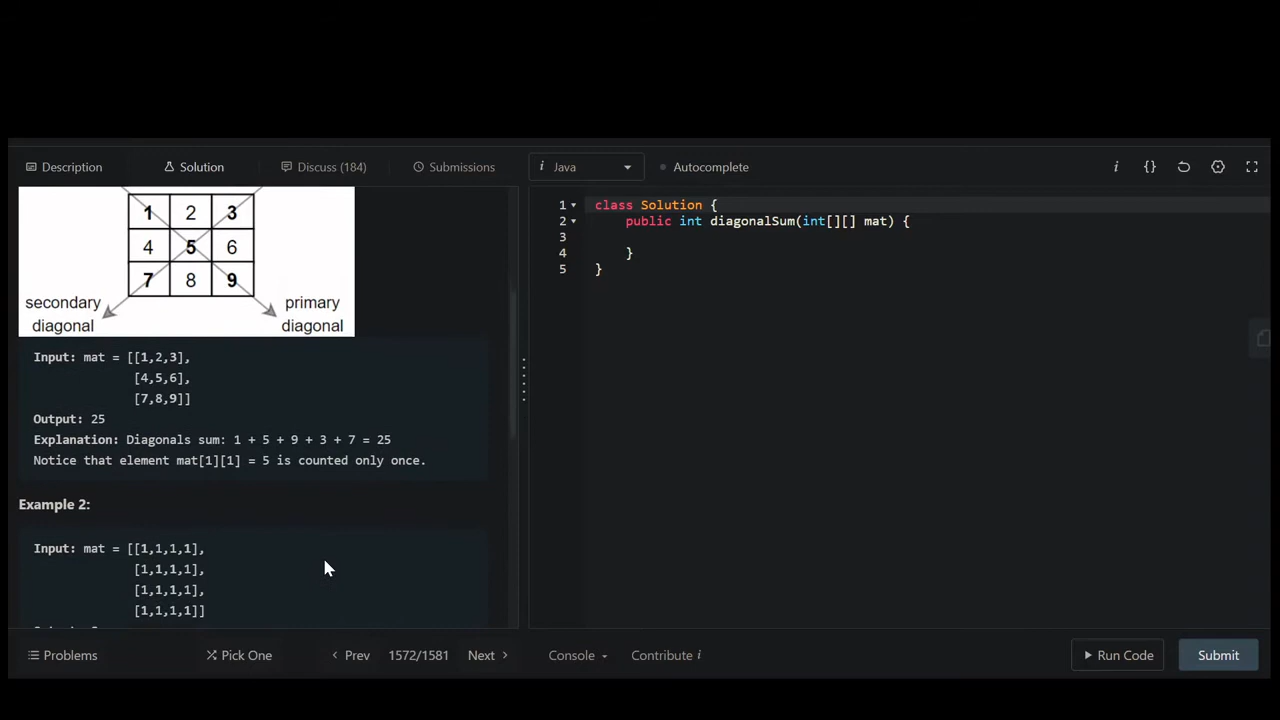 Description Solution Discuss (184) Submissions
i Java Autocomplete i {}
1 2 3
4 5 6
7 8 9
secondary diagonal
primary diagonal
Input: mat = [[1,2,3],
[4,5,6],
[7,8,9]]
Output: 25
Explanation: Diagonals sum: 1 + 5 + 9 + 3 + 7 = 25
Notice that element mat[1][1] = 5 is counted only once.
Example 2:
Input: mat = [[1,1,1,1],
[1,1,1,1],
[1,1,1,1],
[1,1,1,1]]
1 class Solution {
2 public int diagonalSum(int[][] mat) {
3
4 }
5 }
Problems Pick One Prev 1572/1581 Next Console Contribute i Run Code Submit